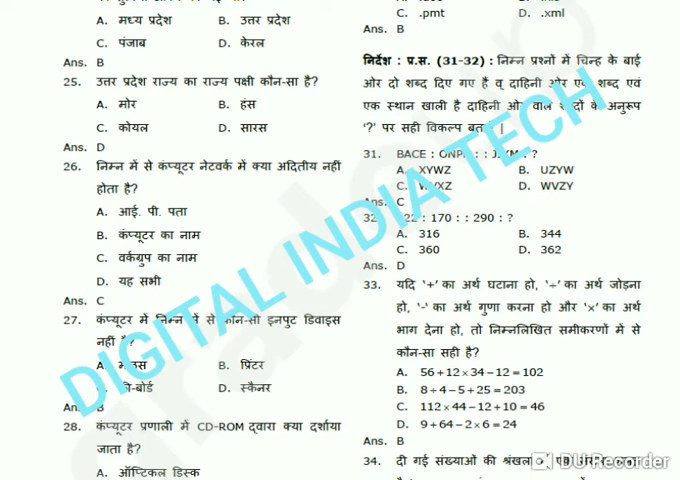 A. मध्य प्रदेश B. उत्तर प्रदेश
C. पंजाब D. केरल
Ans. B
25. उत्तर प्रदेश राज्य का राज्य पक्षी कौन-सा है?
A. मोर B. हंस
C. कोयल D. सारस
Ans. D
26. निम्न में से कंप्यूटर नेटवर्क में क्या अदितीय नहीं
होता है?
A. आई. पी. पता
B. कंप्यूटर का नाम
C. वर्कग्रुप का नाम
D. यह सभी
Ans. C
27. कंप्यूटर में निम्न में से कौन-सी इनपुट डिवाइस
नहीं है?
A. माउस B. प्रिंटर
C. की-बोर्ड D. स्कैनर
Ans. B
28. कंप्यूटर प्रणाली में CD-ROM द्वारा क्या दर्शाया
जाता है?
A. ऑप्टिकल डिस्क
C. .pmt D. .xml
Ans. B
निर्देश : प्र.स. (31-32) : निम्न प्रश्नों में चिन्ह के बाई
ओर दो शब्द दिए गए हैं व दाहिनी ओर एक शब्द एवं
एक स्थान खाली है दाहिनी ओर वाले शब्दों के अनुरूप
'?' पर सही विकल्प
31. BACE : : : ?
A. XYWZ B. UZYW
C. D. WVZY
Ans. C
32. : 170 : : 290 : ?
A. 316 B. 344
C. 360 D. 362
Ans. D
33. यदि '+' का अर्थ घटाना हो, '÷' का अर्थ जोड़ना
हो, '-' का अर्थ गुणा करना हो और 'x' का अर्थ
भाग देना हो, तो निम्नलिखित समीकरणों में से
कौन-सा सही है?
A. 56 + 12 × 34 – 12 = 102
B. 8 ÷ 4 – 5 + 25 = 203
C. 112 × 44 – 12 + 10 = 46
D. 9 + 64 – 2 × 6 = 24
Ans. B
34. दी गई संख्याओं की श्रंखला
DIGITAL INDIA TECH
DU Recorder